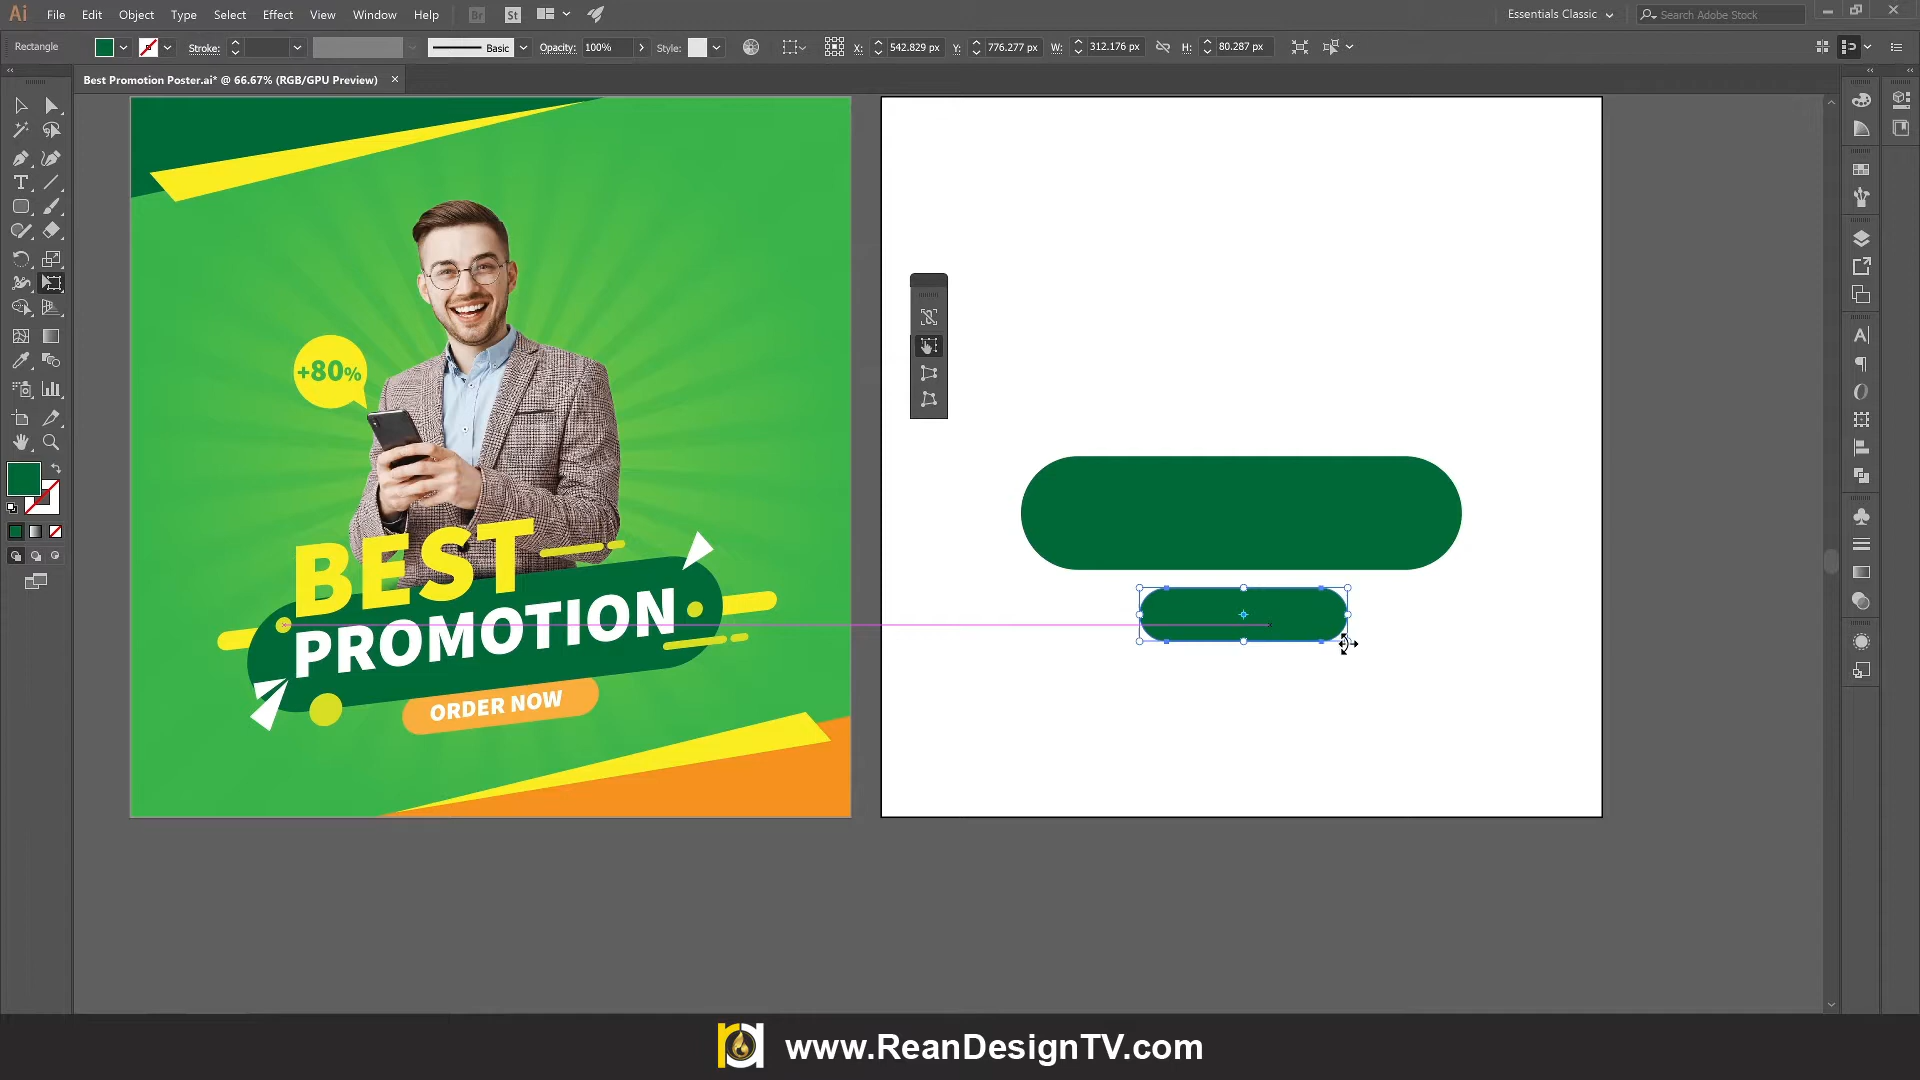 Ai File Edit Object Type Select Effect View Window Help Br St Essentials Classic Search Adobe Stock
Rectangle Stroke: Basic Opacity: 100% Style: X: 542.829 px Y: 776.277 px W: 312.176 px H: 80.287 px
Best Promotion Poster.ai* @ 66.67% (RGB/GPU Preview) ×
+80%
BEST
PROMOTION
ORDER NOW
www.ReanDesignTV.com